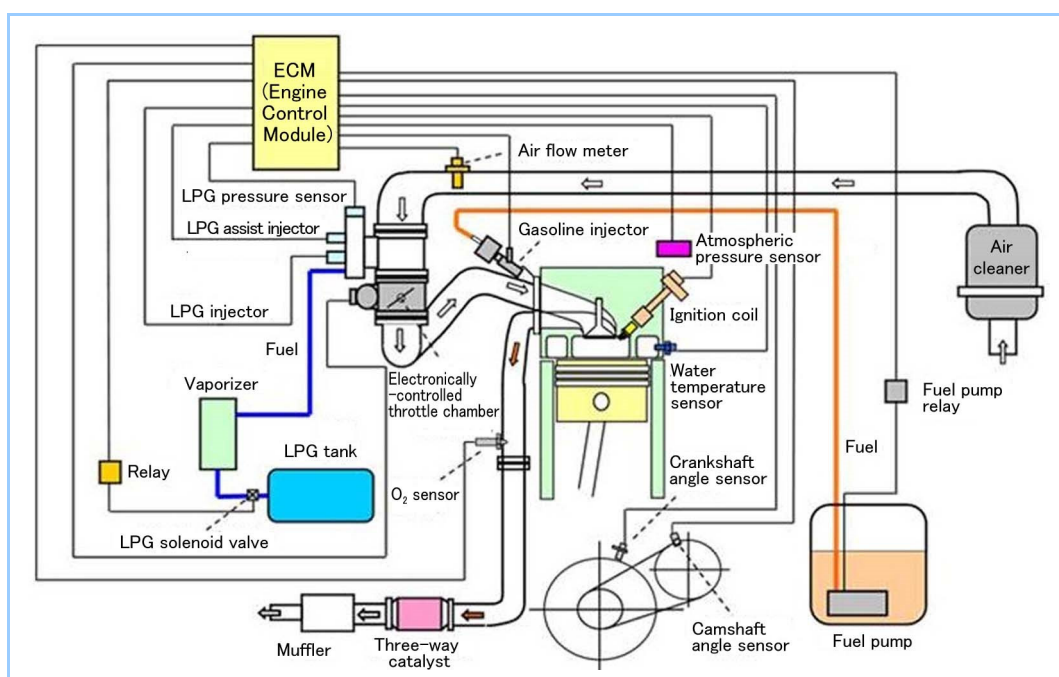 ECM
(Engine
Control
Module)
Air flow meter
LPG pressure sensor
LPG assist injector
Gasoline injector
Atmospheric
pressure sensor
Air
cleaner
LPG injector
Ignition coil
Fuel
Electronically
-controlled
throttle chamber
Water
temperature
sensor
Vaporizer
Fuel pump
relay
Relay
LPG tank
O₂ sensor
Crankshaft
angle sensor
Fuel
LPG solenoid valve
Camshaft
angle sensor
Muffler
Three-way
catalyst
Fuel pump